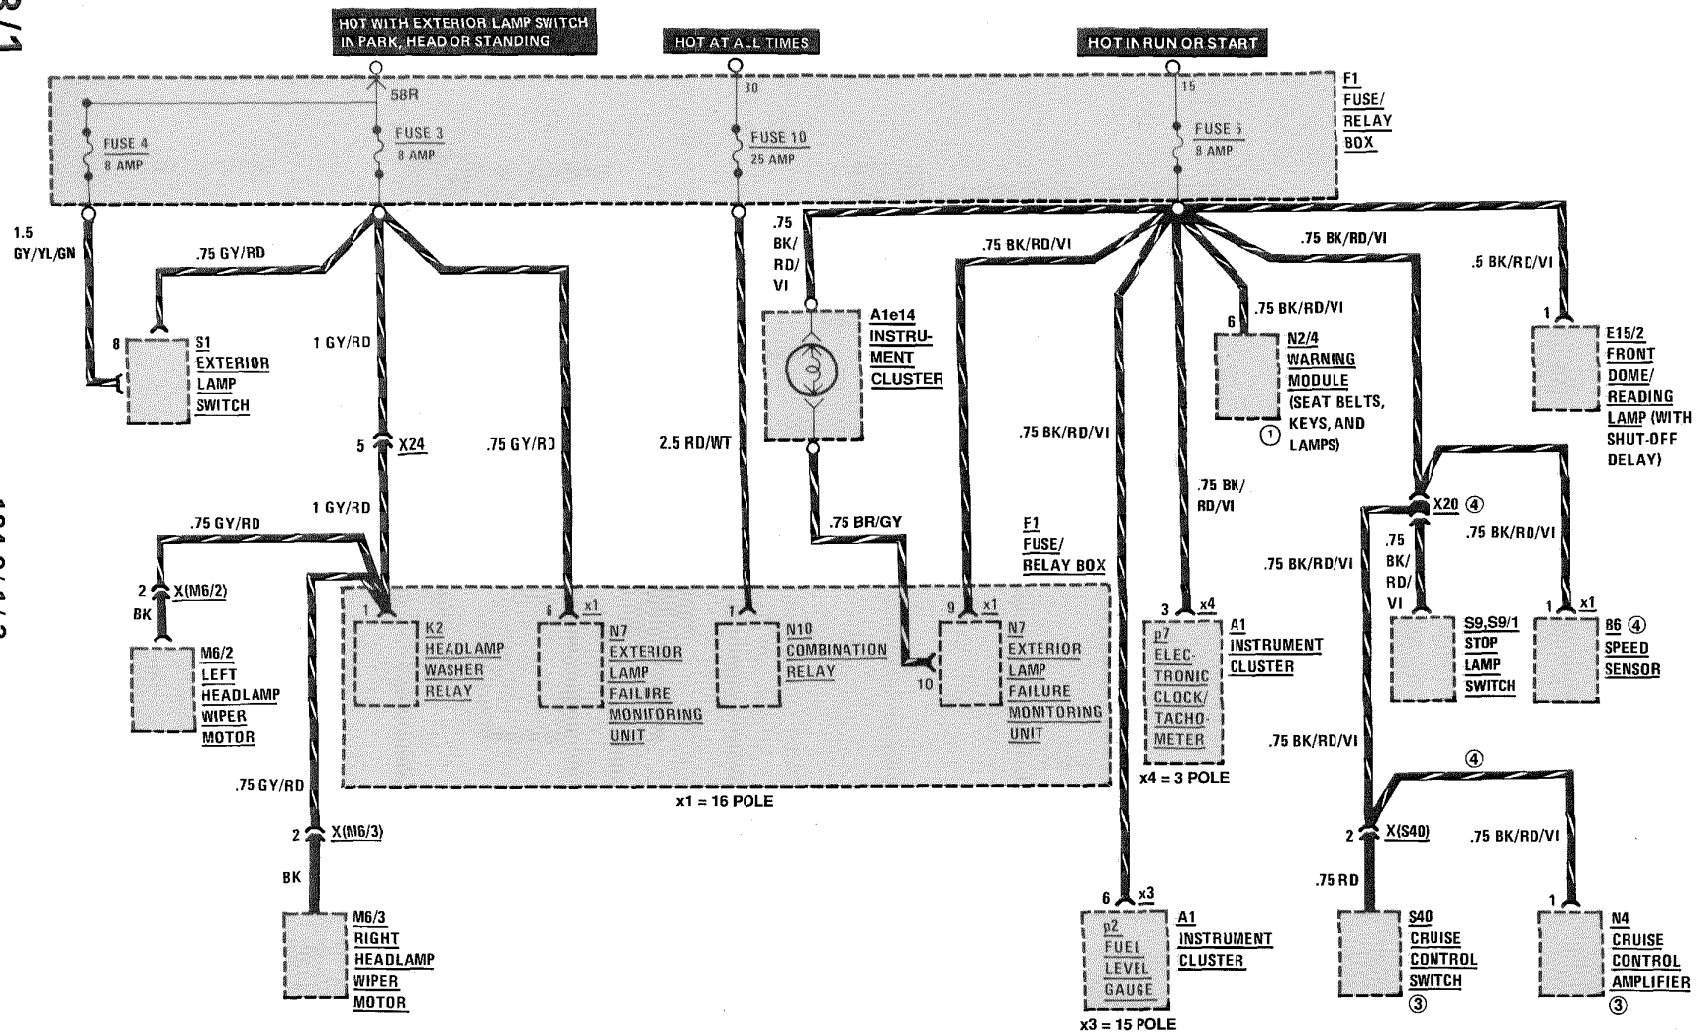 HOT WITH EXTERIOR LAMP SWITCH
IN PARK, HEAD OR STANDING
HOT AT ALL TIMES
HOT IN RUN OR START
58R
30
15
F1
FUSE/
RELAY
BOX
FUSE 4
8 AMP
FUSE 3
8 AMP
FUSE 10
25 AMP
FUSE
8 AMP
1.5
GY/YL/GN
.75 GY/RD
.75
BK/
RD/
VI
.75 BK/RD/VI
.75 BK/RD/VI
.5 BK/RD/VI
.75 BK/RD/VI
8
S1
EXTERIOR
LAMP
SWITCH
1 GY/RD
A1e14
INSTRU-
MENT
CLUSTER
6
N2/4
WARNING
MODULE
(SEAT BELTS,
KEYS, AND
LAMPS)
1
1
E15/2
FRONT
DOME/
READING
LAMP (WITH
SHUT-OFF
DELAY)
5
X24
.75 GY/RD
2.5 RD/WT
.75 BK/RD/VI
.75 BK/
RD/VI
1 GY/RD
.75 GY/RD
.75 BR/GY
F1
FUSE/
RELAY BOX
X20
4
.75 BK/RD/VI
.75
BK/
RD/
VI
.75 BK/RD/VI
2
X(M6/2)
BK
1
K2
HEADLAMP
WASHER
RELAY
6
x1
N7
EXTERIOR
LAMP
FAILURE
MONITORING
UNIT
1
N10
COMBINATION
RELAY
10
9
x1
N7
EXTERIOR
LAMP
FAILURE
MONITORING
UNIT
3
x4
p7
ELEC-
TRONIC
CLOCK/
TACHO-
METER
A1
INSTRUMENT
CLUSTER
x4 = 3 POLE
S9,S9/1
STOP
LAMP
SWITCH
1
x1
B6 4
SPEED
SENSOR
M6/2
LEFT
HEADLAMP
WIPER
MOTOR
.75 GY/RD
x1 = 16 POLE
.75 BK/RD/VI
4
2
X(M6/3)
BK
2
X(S40)
.75 BK/RD/VI
.75 RD
M6/3
RIGHT
HEADLAMP
WIPER
MOTOR
6
x3
p2
FUEL
LEVEL
GAUGE
A1
INSTRUMENT
CLUSTER
x3 = 15 POLE
S40
CRUISE
CONTROL
SWITCH
3
1
N4
CRUISE
CONTROL
AMPLIFIER
3